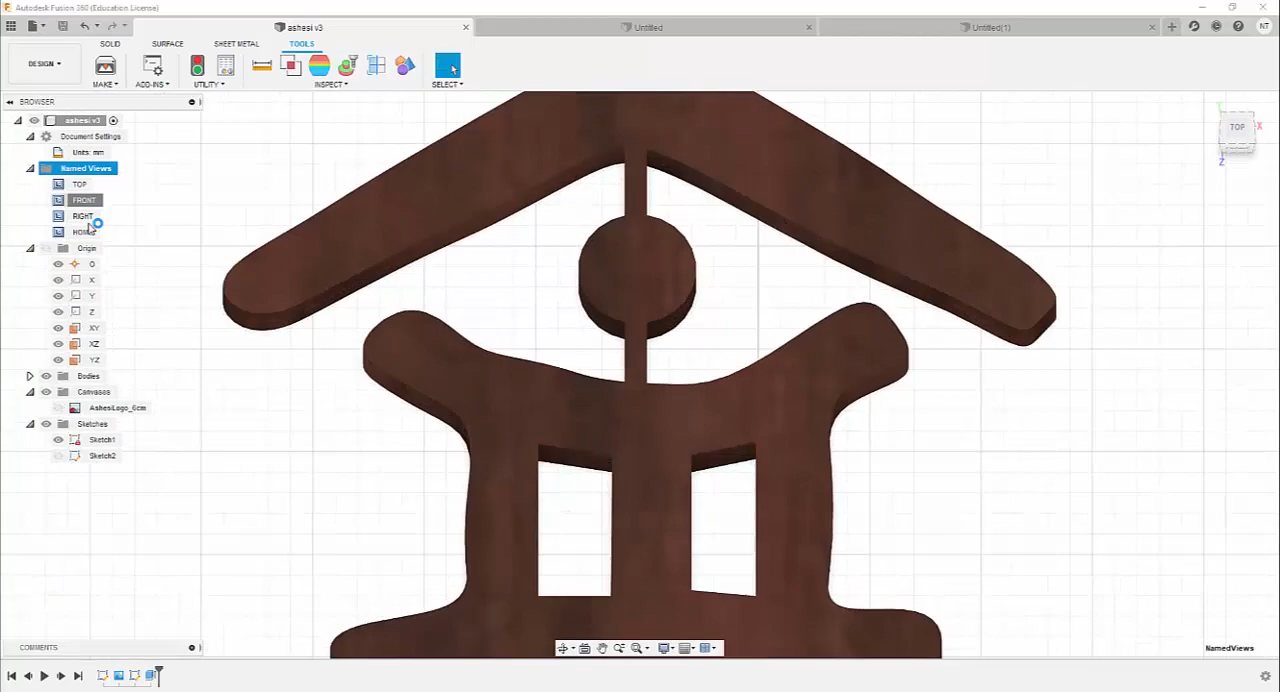 Autodesk Fusion 360 (Education License)
ashesi v3
Untitled
Untitled(1)
NT
DESIGN
SOLID
SURFACE
SHEET METAL
TOOLS
MAKE
ADD-INS
UTILITY
INSPECT
SELECT
BROWSER
ashesi v3
Document Settings
Units: mm
Named Views
TOP
FRONT
RIGHT
HOME
Origin
O
X
Y
Z
XY
XZ
YZ
Bodies
Canvases
AshesiLogo_6cm
Sketches
Sketch1
Sketch2
TOP
X
Z
COMMENTS
NamedViews